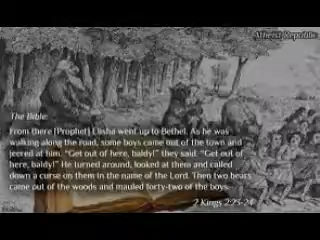 Atheist Republic
The Bible:
From there [Prophet] Elisha went up to Bethel. As he was
walking along the road, some boys came out of the town and
jeered at him. "Get out of here, baldy!" they said. "Get out of
here, baldy!" He turned around, looked at them and called
down a curse on them in the name of the Lord. Then two bears
came out of the woods and mauled forty-two of the boys.
2 Kings 2:23-24